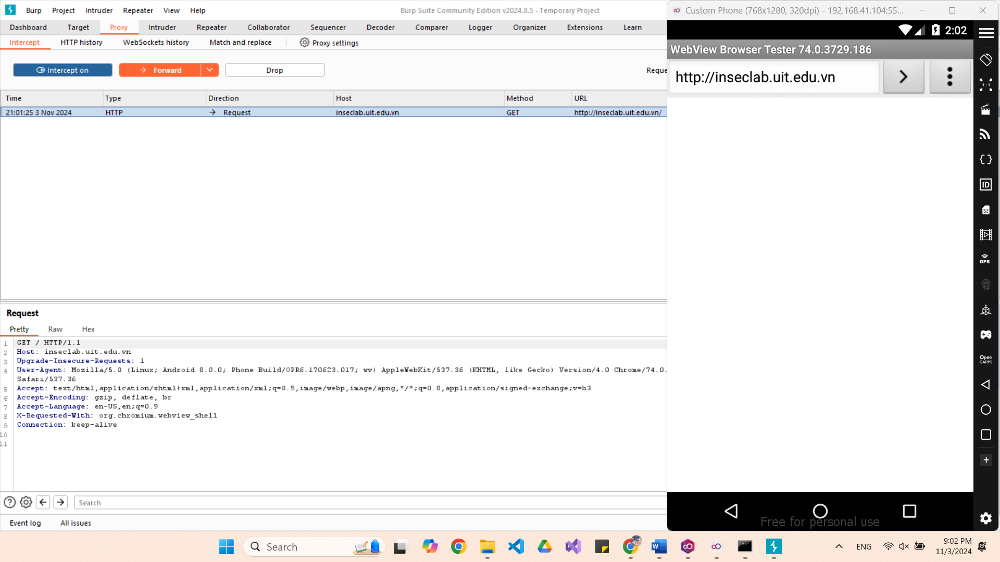 Burp Project Intruder Repeater View Help
Burp Suite Community Edition v2024.8.5 - Temporary Project
Dashboard Target Proxy Intruder Repeater Collaborator Sequencer Decoder Comparer Logger Organizer Extensions Learn
Intercept HTTP history WebSockets history Match and replace Proxy settings
Intercept on Forward Drop
Reque
Time Type Direction Host Method URL
21:01:25 3 Nov 2024 HTTP Request inseclab.uit.edu.vn GET http://inseclab.uit.edu.vn/
Request
Pretty Raw Hex
1 GET / HTTP/1.1
2 Host: inseclab.uit.edu.vn
3 Upgrade-Insecure-Requests: 1
4 User-Agent: Mozilla/5.0 (Linux; Android 8.0.0; Phone Build/OPR6.170623.017; wv) AppleWebKit/537.36 (KHTML, like Gecko) Version/4.0 Chrome/74.0.
Safari/537.36
5 Accept: text/html,application/xhtml+xml,application/xml;q=0.9,image/webp,image/apng,*/*;q=0.8,application/signed-exchange;v=b3
6 Accept-Encoding: gzip, deflate, br
7 Accept-Language: en-US,en;q=0.9
8 X-Requested-With: org.chromium.webview_shell
9 Connection: keep-alive
10
11
Search
Event log All issues
Custom Phone (768x1280, 320dpi) - 192.168.41.104:55...
2:02
WebView Browser Tester 74.0.3729.186
http://inseclab.uit.edu.vn
1:1
ID
GPS
Open
GAPPS
Free for personal use
Search
ENG
9:02 PM
11/3/2024